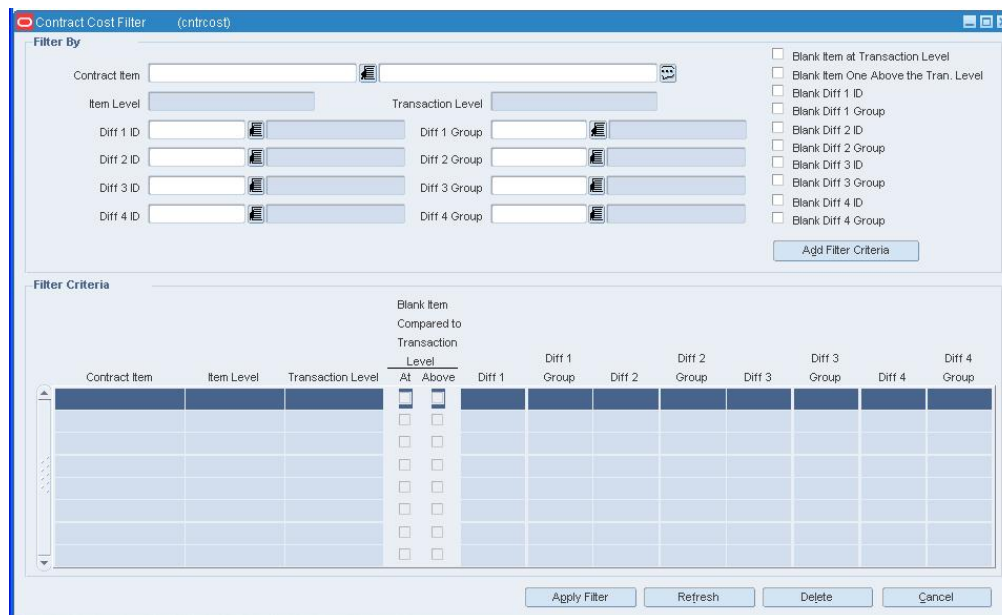 Contract Cost Filter (cntrcost)
Filter By
Contract Item
Item Level Transaction Level
Diff 1 ID Diff 1 Group
Diff 2 ID Diff 2 Group
Diff 3 ID Diff 3 Group
Diff 4 ID Diff 4 Group
Blank Item at Transaction Level
Blank Item One Above the Tran. Level
Blank Diff 1 ID
Blank Diff 1 Group
Blank Diff 2 ID
Blank Diff 2 Group
Blank Diff 3 ID
Blank Diff 3 Group
Blank Diff 4 ID
Blank Diff 4 Group
Add Filter Criteria
Filter Criteria
Blank Item
Compared to
Transaction
Level Diff 1 Diff 2 Diff 3 Diff 4
Contract Item Item Level Transaction Level At Above Diff 1 Group Diff 2 Group Diff 3 Group Diff 4 Group
Apply Filter Refresh Delete Cancel